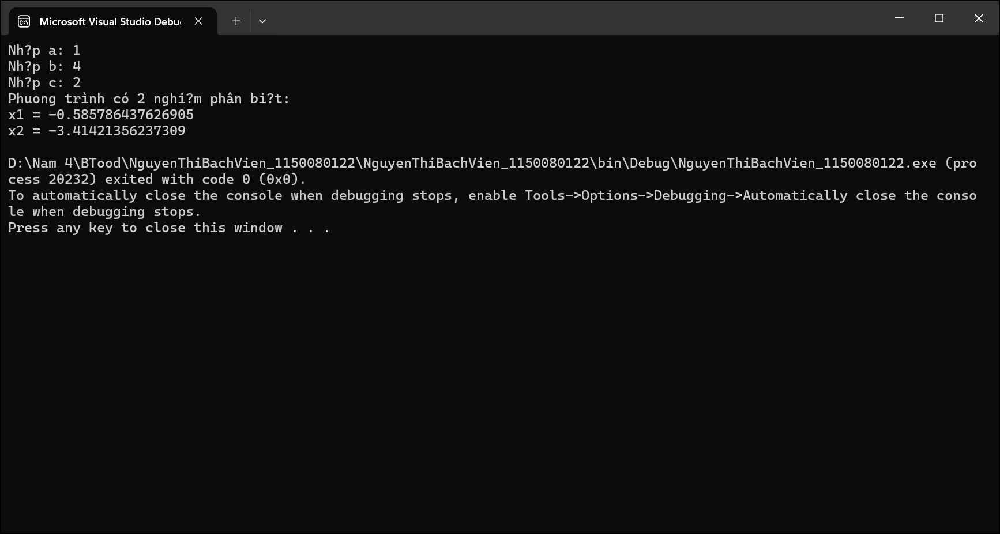 Microsoft Visual Studio Debug
Nh?p a: 1
Nh?p b: 4
Nh?p c: 2
Phuong trình có 2 nghi?m phân bi?t:
x1 = -0.585786437626905
x2 = -3.41421356237309
D:\Nam 4\BTood\NguyenThiBachVien_1150080122\NguyenThiBachVien_1150080122\bin\Debug\NguyenThiBachVien_1150080122.exe (pro
cess 20232) exited with code 0 (0x0).
To automatically close the console when debugging stops, enable Tools->Options->Debugging->Automatically close the conso
le when debugging stops.
Press any key to close this window . . .